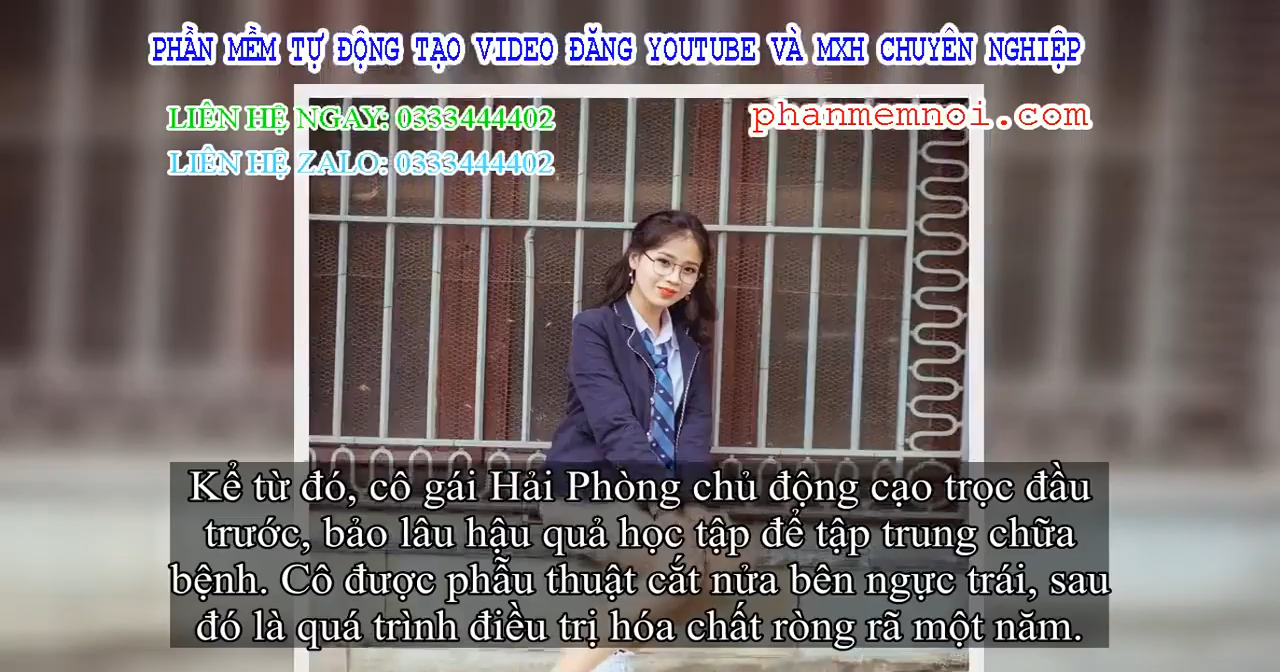 PHẦN MỀM TỰ ĐỘNG TẠO VIDEO ĐĂNG YOUTUBE VÀ MXH CHUYÊN NGHIỆP
LIÊN HỆ NGAY: 0333444402
phanmemnoi.com
LIÊN HỆ ZALO: 0333444402
Kể từ đó, cô gái Hải Phòng chủ động cạo trọc đầu
trước, bảo lâu hậu quả học tập để tập trung chữa
bệnh. Cô được phẫu thuật cắt nửa bên ngực trái, sau
đó là quá trình điều trị hóa chất ròng rã một năm.